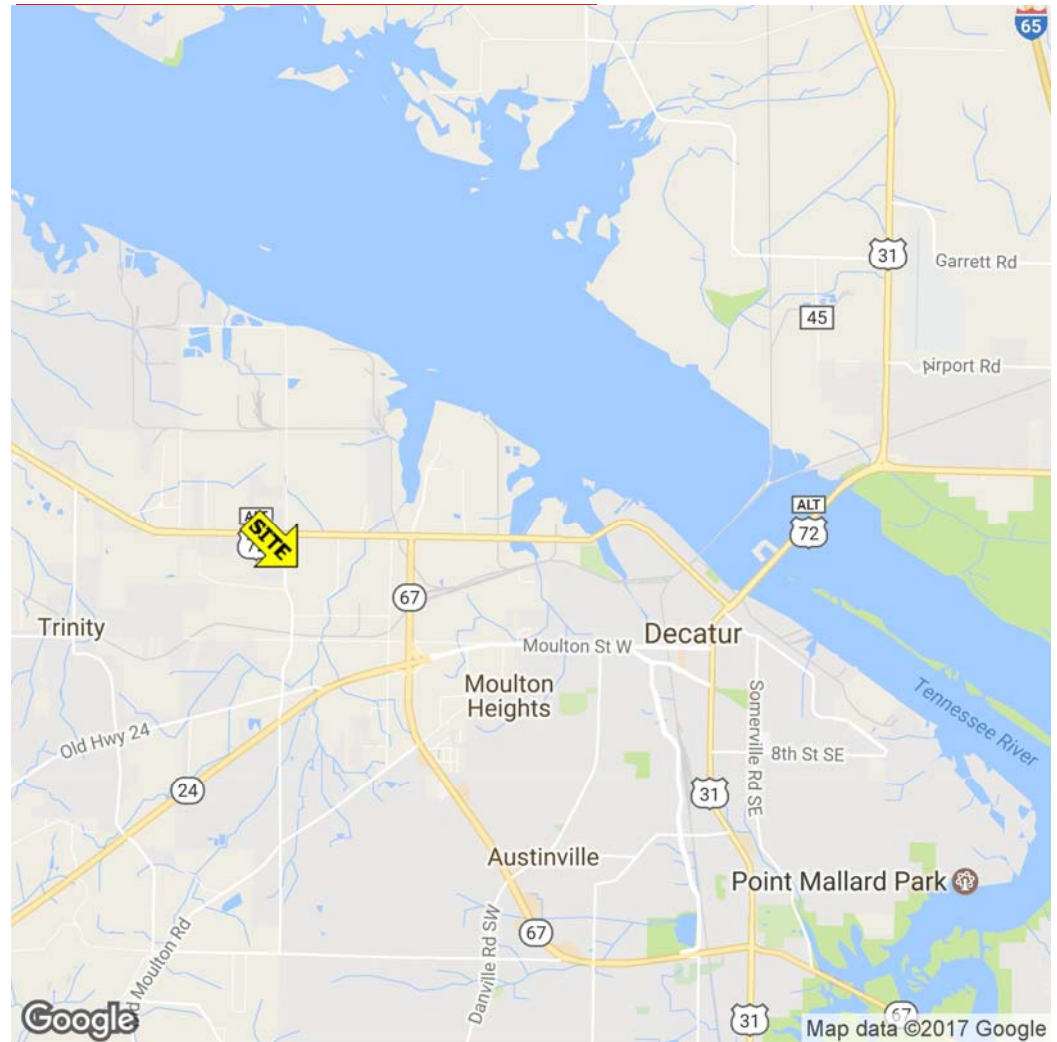 65
31
Garrett Rd
45
Airport Rd
ALT
SITE
ALT
72
67
Trinity
Decatur
Moulton St W
Moulton
Heights
Tennessee River
Old Hwy 24
Somerville Rd SE
8th St SE
24
31
Austinville
Point Mallard Park
67
Danville Rd SW
d Moulton Rd
67
31
Google
Map data ©2017 Google